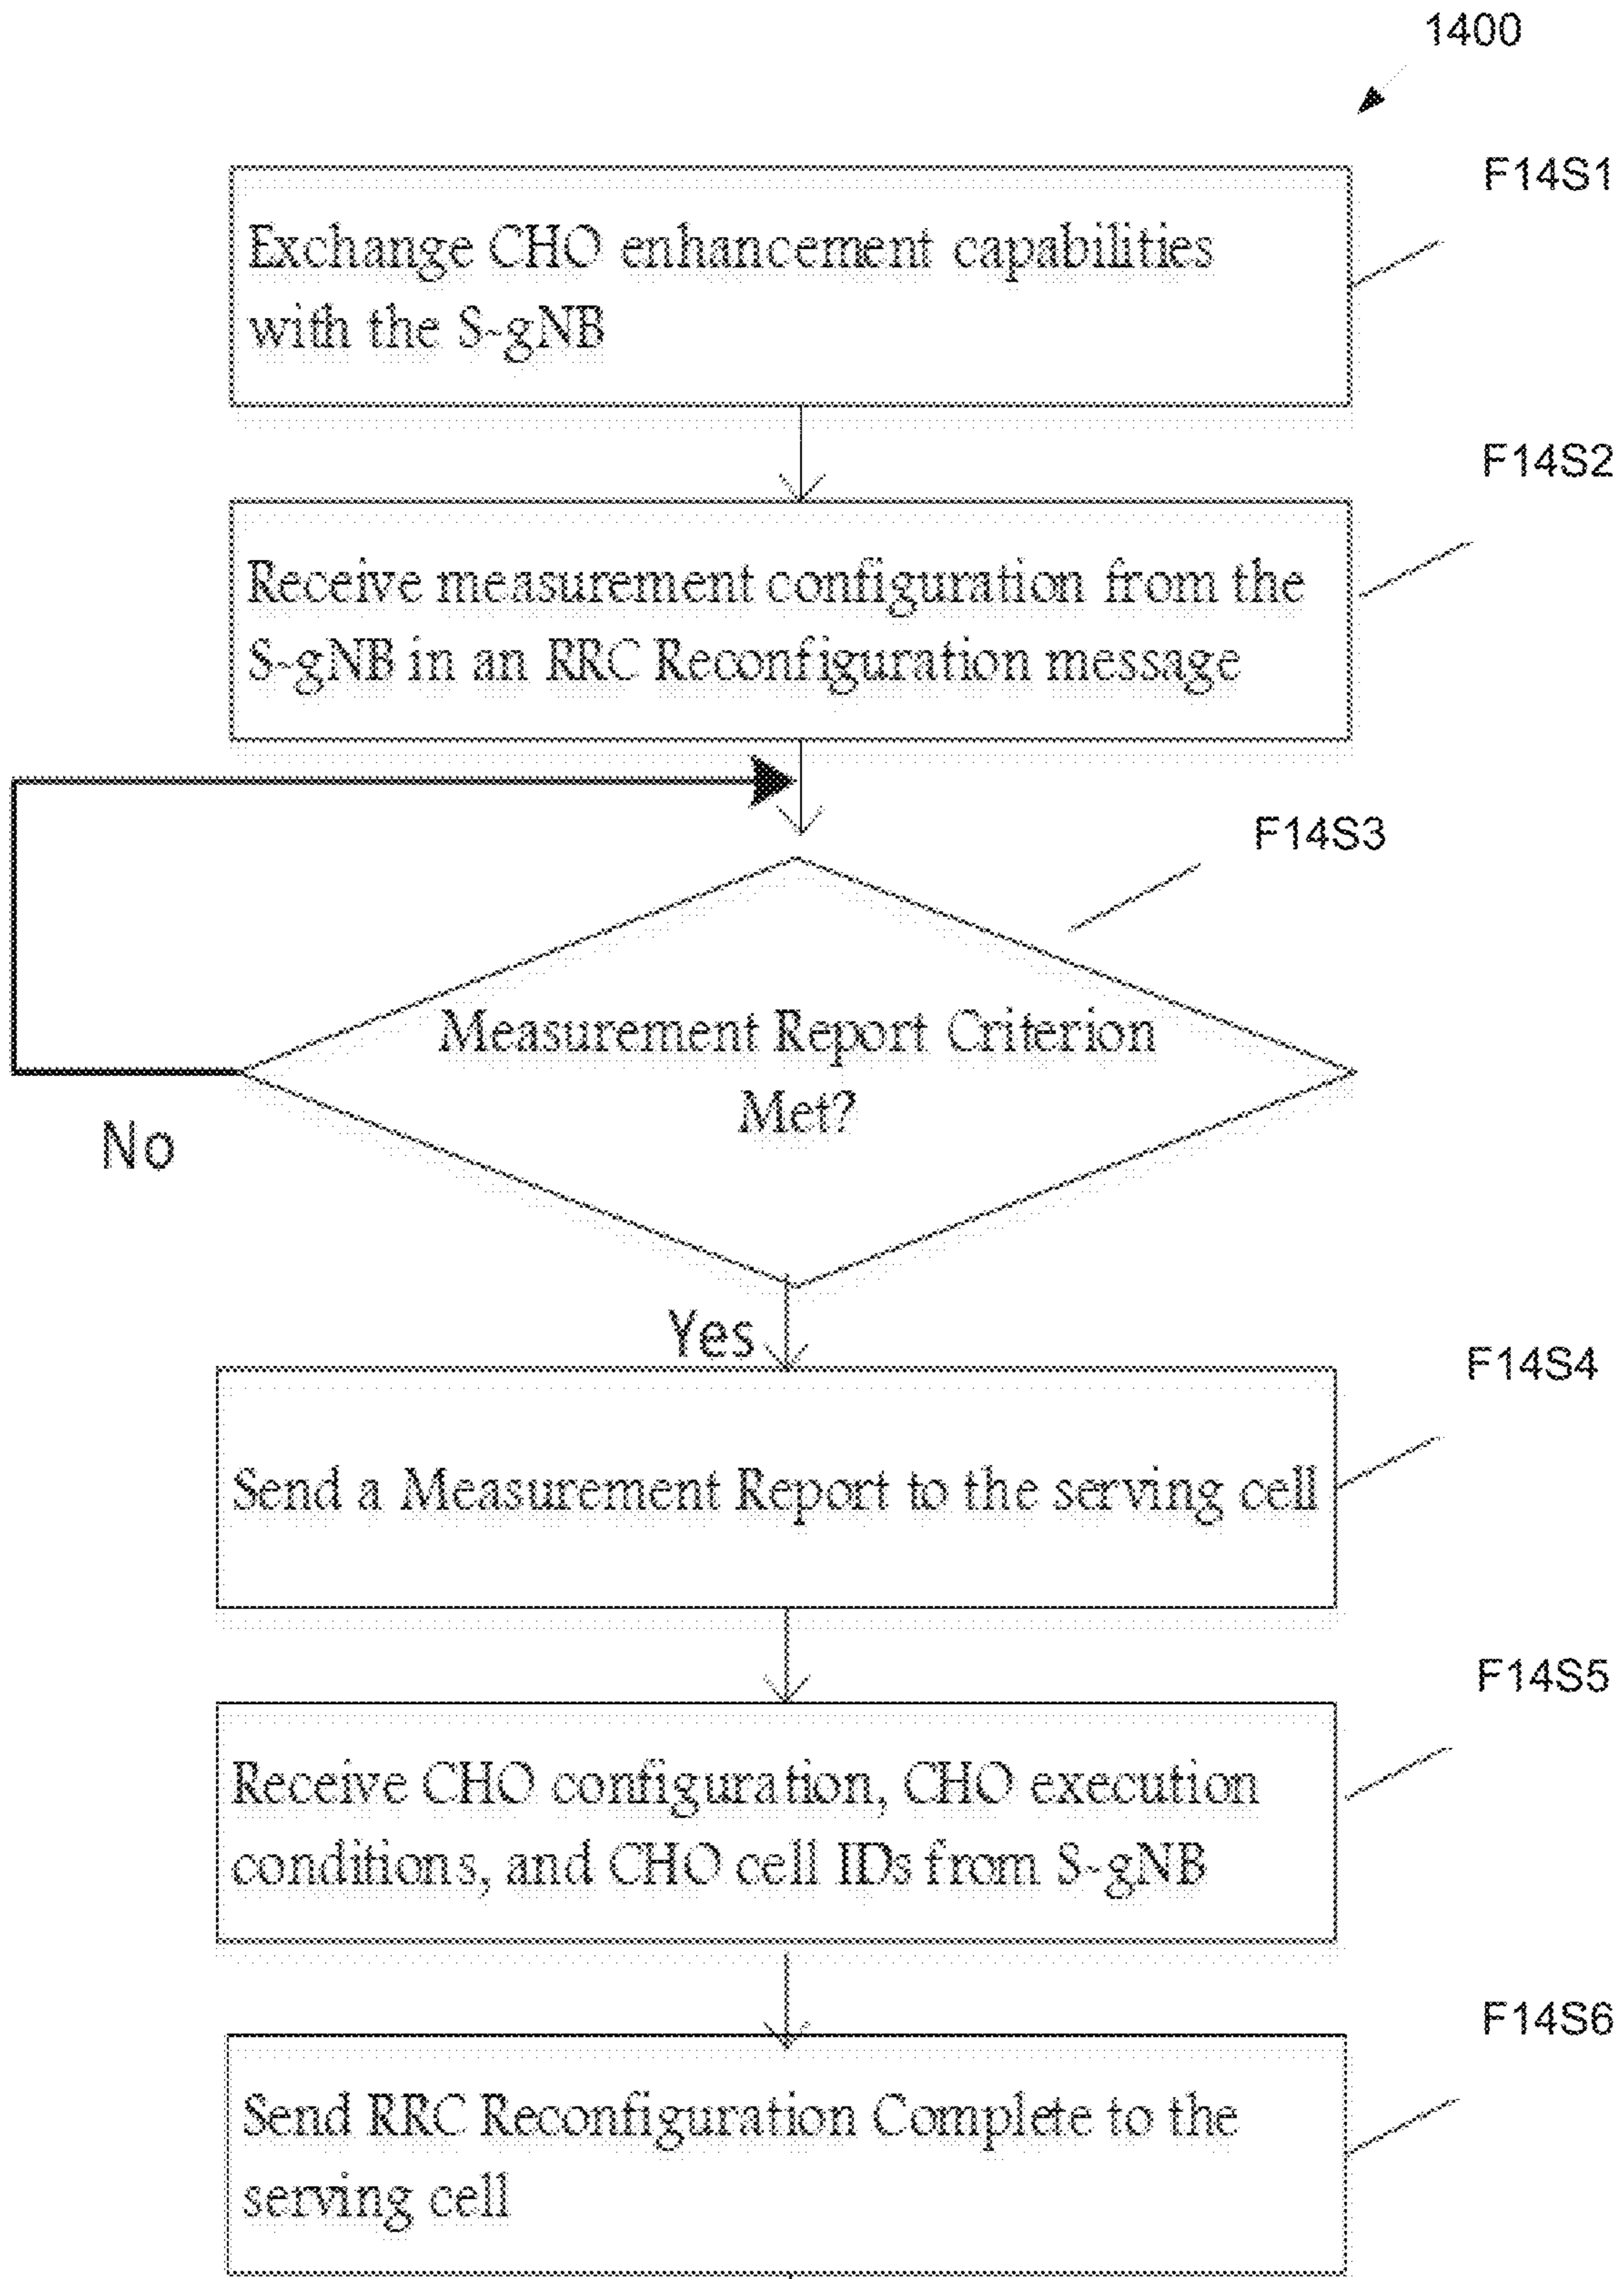 1400
F14S1
Exchange CHO enhancement capabilities
with the S-gNB
F14S2
Receive measurement configuration from the
S-gNB in an RRC Reconfiguration message
F14S3
Measurement Report Criterion
Met?
No
Yes
F14S4
Send a Measurement Report to the serving cell
F14S5
Receive CHO configuration, CHO execution
conditions, and CHO cell IDs from S-gNB
F14S6
Send RRC Reconfiguration Complete to the
serving cell